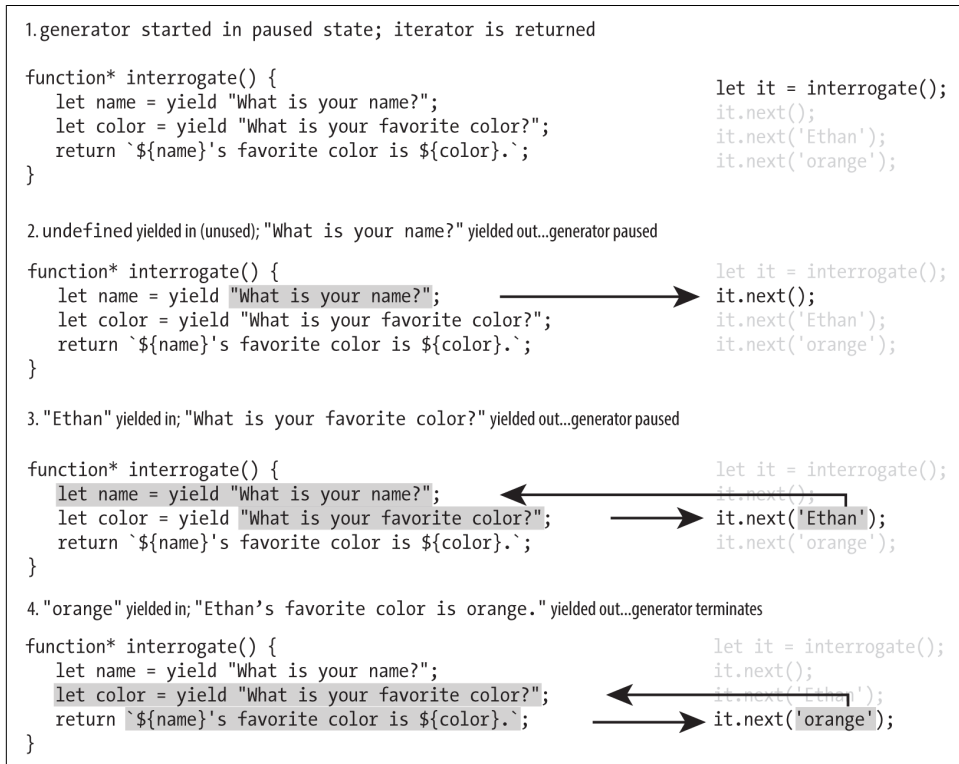 1. generator started in paused state; iterator is returned
function* interrogate() {
let name = yield "What is your name?";
let color = yield "What is your favorite color?";
return `${name}'s favorite color is ${color}.`;
}
let it = interrogate();
it.next();
it.next('Ethan');
it.next('orange');
2. undefined yielded in (unused); "What is your name?" yielded out...generator paused
function* interrogate() {
let name = yield "What is your name?";
let color = yield "What is your favorite color?";
return `${name}'s favorite color is ${color}.`;
}
let it = interrogate();
it.next();
it.next('Ethan');
it.next('orange');
3. "Ethan" yielded in; "What is your favorite color?" yielded out...generator paused
function* interrogate() {
let name = yield "What is your name?";
let color = yield "What is your favorite color?";
return `${name}'s favorite color is ${color}.`;
}
let it = interrogate();
it.next();
it.next('Ethan');
it.next('orange');
4. "orange" yielded in; "Ethan’s favorite color is orange." yielded out...generator terminates
function* interrogate() {
let name = yield "What is your name?";
let color = yield "What is your favorite color?";
return `${name}'s favorite color is ${color}.`;
}
let it = interrogate();
it.next();
it.next('Ethan');
it.next('orange');